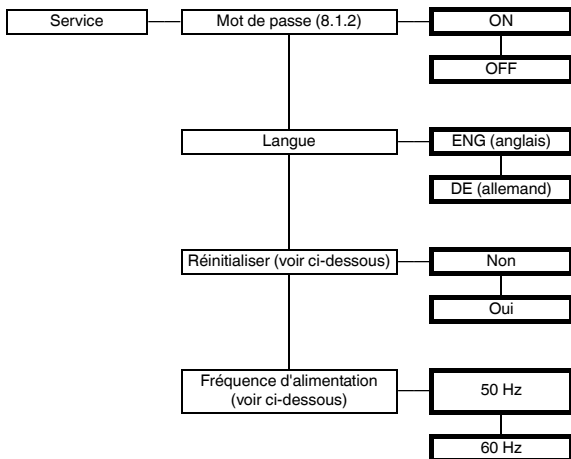 Service
Mot de passe (8.1.2)
ON
OFF
Langue
ENG (anglais)
DE (allemand)
Réinitialiser (voir ci-dessous)
Non
Oui
Fréquence d'alimentation
(voir ci-dessous)
50 Hz
60 Hz